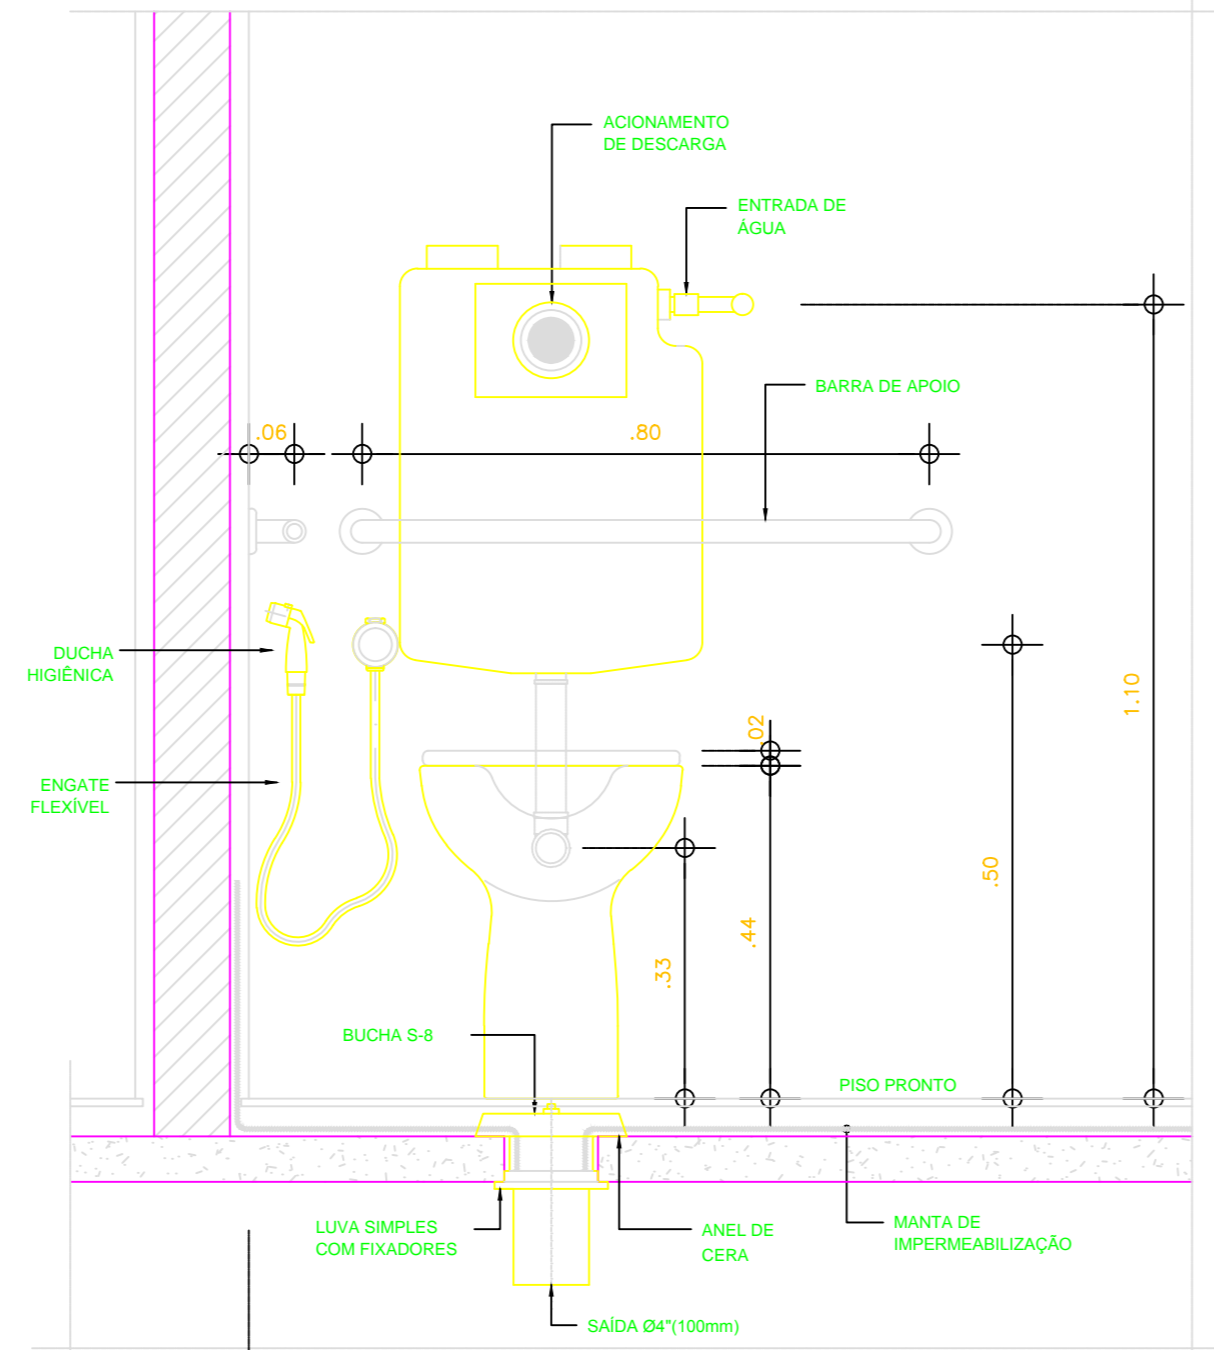 ACIONAMENTO
DE DESCARGA
ENTRADA DE
ÁGUA
BARRA DE APOIO
.06
.80
DUCHA
HIGIÊNICA
1.10
.02
ENGATE
FLEXÍVEL
.50
.44
.33
BUCHA S-8
PISO PRONTO
LUVA SIMPLES
COM FIXADORES
ANEL DE
CERA
MANTA DE
IMPERMEABILIZAÇÃO
SAÍDA Ø4"(100mm)